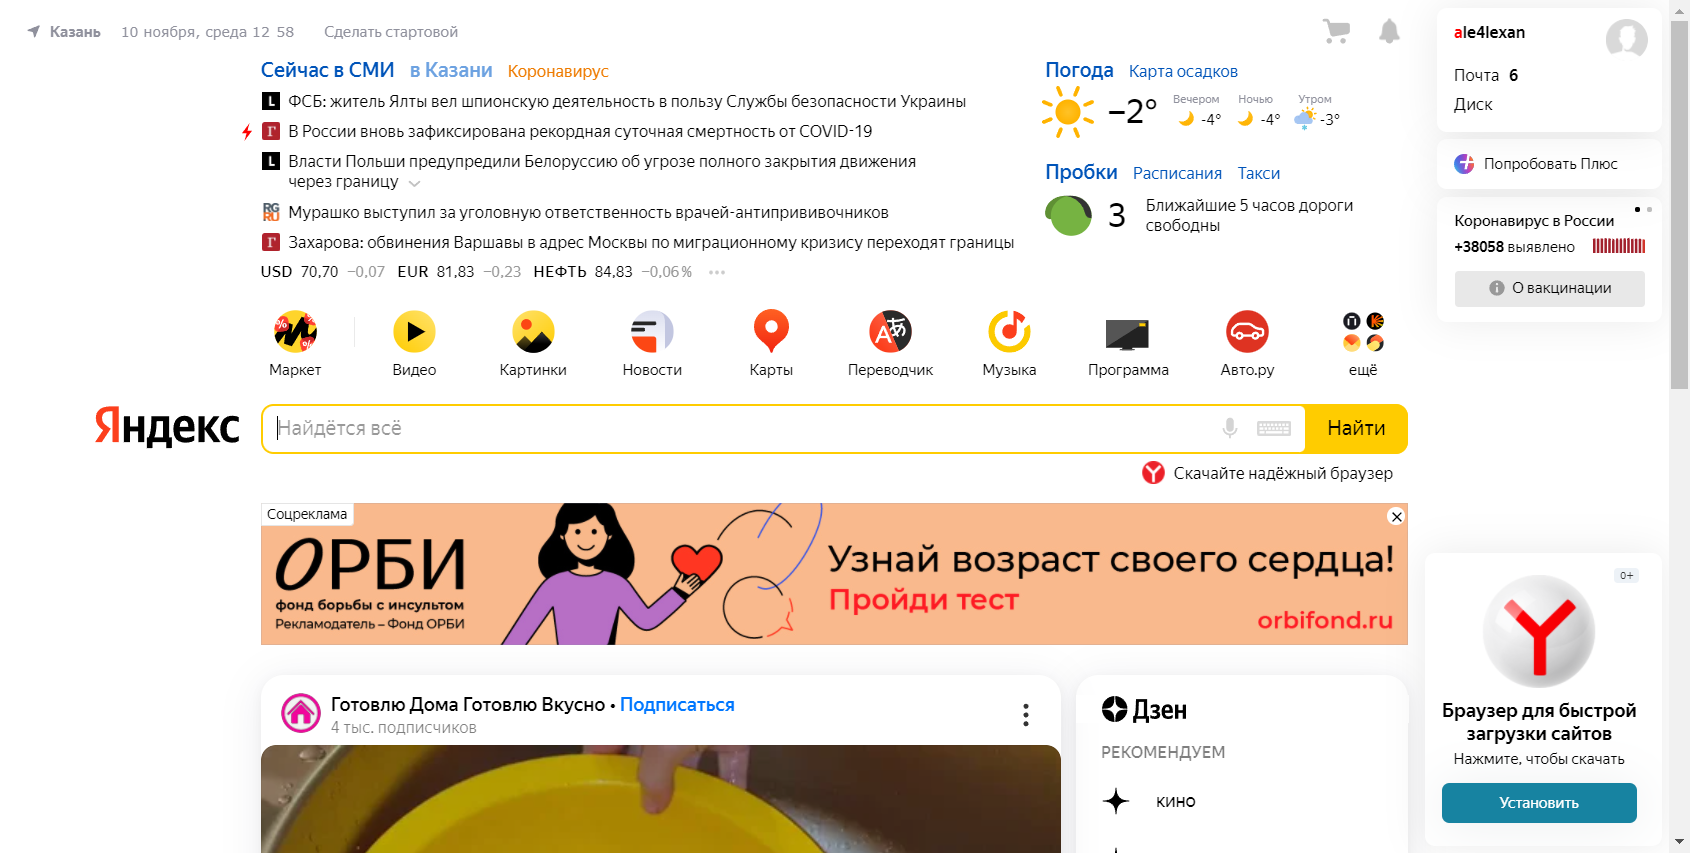 Казань 10 ноября, среда 12 58 Сделать стартовой
Сейчас в СМИ в Казани Коронавирус
ФСБ: житель Ялты вел шпионскую деятельность в пользу Службы безопасности Украины
В России вновь зафиксирована рекордная суточная смертность от COVID-19
Власти Польши предупредили Белоруссию об угрозе полного закрытия движения
через границу
Мурашко выступил за уголовную ответственность врачей-антипрививочников
Захарова: обвинения Варшавы в адрес Москвы по миграционному кризису переходят границы
USD 70,70 −0,07 EUR 81,83 −0,23 НЕФТЬ 84,83 −0,06% •••
Погода Карта осадков
−2° Вечером -4° Ночью -4° Утром -3°
Пробки Расписания Такси
3 Ближайшие 5 часов дороги
свободны
ale4lexan
Почта 6
Диск
Попробовать Плюс
Коронавирус в России
+38058 выявлено
О вакцинации
Маркет Видео Картинки Новости Карты Переводчик Музыка Программа Авто.ру ещё
Яндекс Найдётся всё Найти
Скачайте надёжный браузер
Соцреклама
ОРБИ
фонд борьбы с инсультом
Рекламодатель – Фонд ОРБИ
Узнай возраст своего сердца!
Пройди тест
orbifond.ru
Готовлю Дома Готовлю Вкусно • Подписаться
4 тыс. подписчиков
Дзен
РЕКОМЕНДУЕМ
кино
0+
Браузер для быстрой
загрузки сайтов
Нажмите, чтобы скачать
Установить